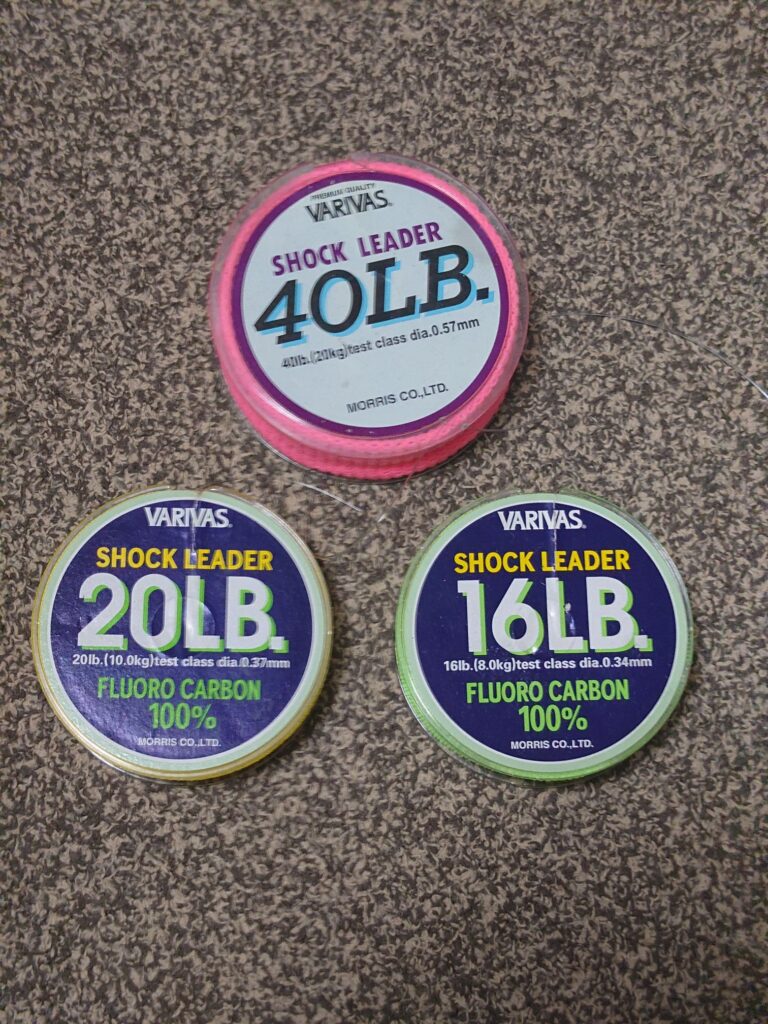 PREMIUM QUALITY
VARIVAS.
SHOCK LEADER
40LB.
40lb.(20kg)test class dia.0.57mm
MORRIS CO.,LTD.
VARIVAS.
SHOCK LEADER
20LB.
20lb.(10.0kg)test class dia.0.37mm
FLUORO CARBON
100%
MORRIS CO.,LTD.
VARIVAS.
SHOCK LEADER
16LB.
16lb.(8.0kg)test class dia.0.34mm
FLUORO CARBON
100%
MORRIS CO.,LTD.